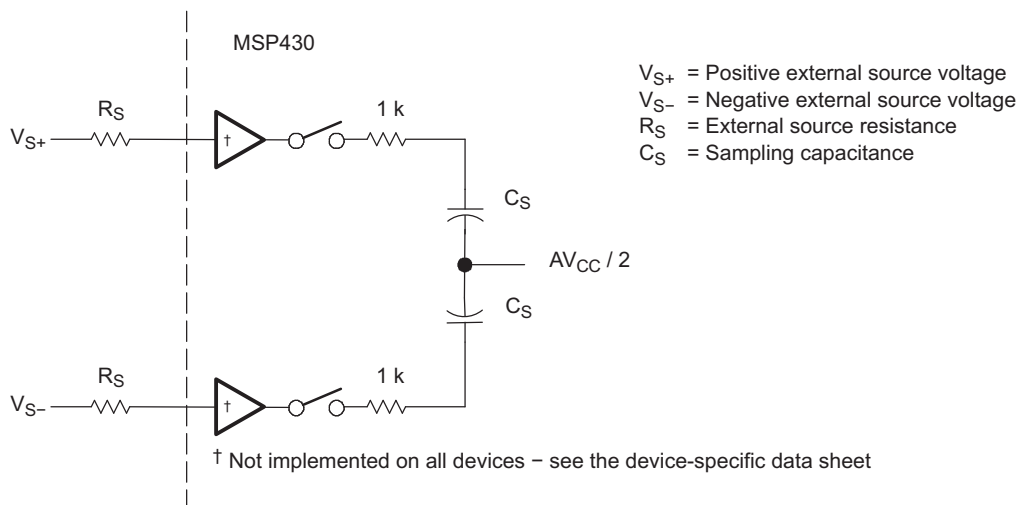 MSP430
V_S+ = Positive external source voltage
V_S− = Negative external source voltage
R_S = External source resistance
C_S = Sampling capacitance
R_S
1 k
V_S+
†
C_S
AV_CC / 2
C_S
R_S
1 k
V_S−
†
† Not implemented on all devices − see the device-specific data sheet